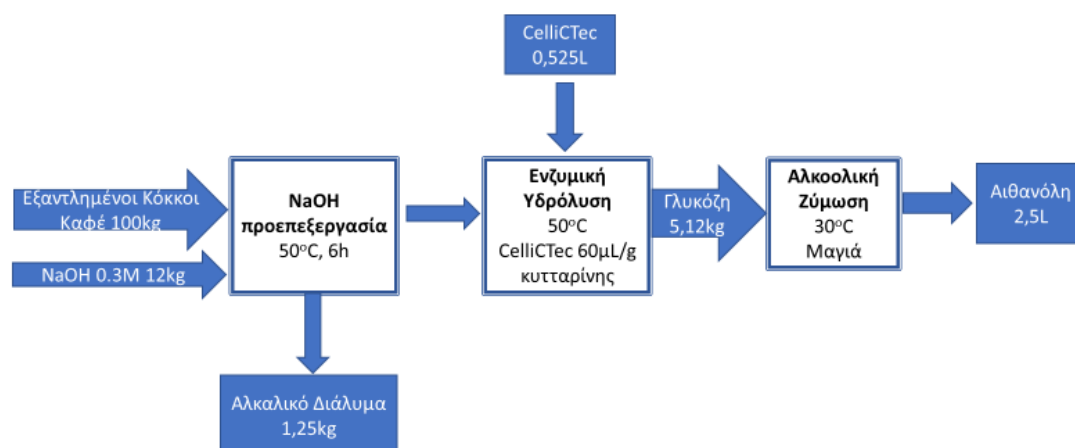 CelliCTec
0,525L
Εξαντλημένοι Κόκκοι
Καφέ 100kg
NaOH 0.3M 12kg
NaOH
προεπεξεργασία
50°C, 6h
Αλκαλικό Διάλυμα
1,25kg
Ενζυμική
Υδρόλυση
50°C
CelliCTec 60μL/g
κυτταρίνης
Γλυκόζη
5,12kg
Αλκοολική
Ζύμωση
30°C
Μαγιά
Αιθανόλη
2,5L